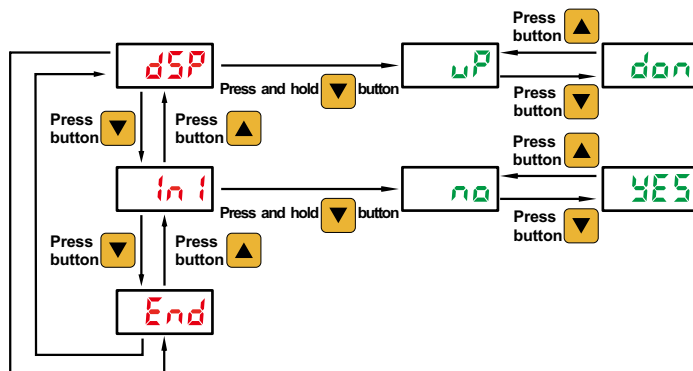 Press
button
dSP
uP
don
Press and hold button
Press
button
Press
button
Press
button
Press
button
In1
no
YES
Press and hold button
Press
button
Press
button
Press
button
End